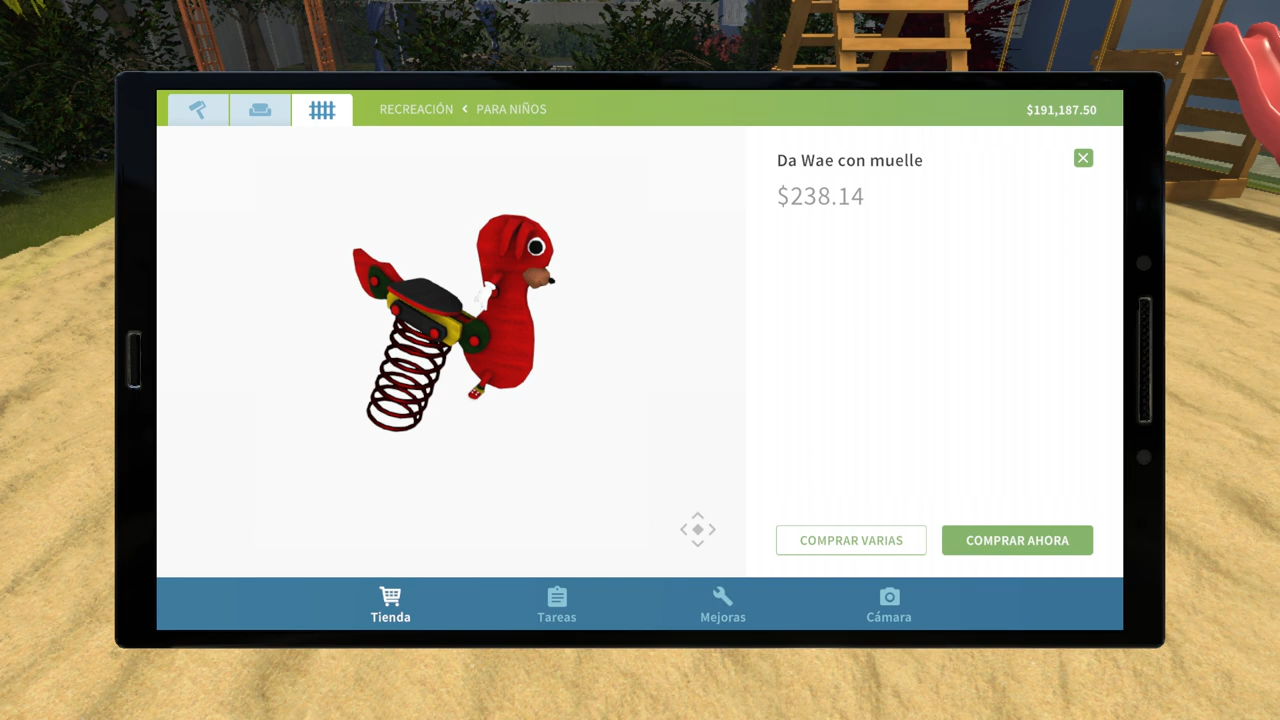 RECREACIÓN < PARA NIÑOS
$191,187.50
Da Wae con muelle
$238.14
COMPRAR VARIAS
COMPRAR AHORA
Tienda
Tareas
Mejoras
Cámara